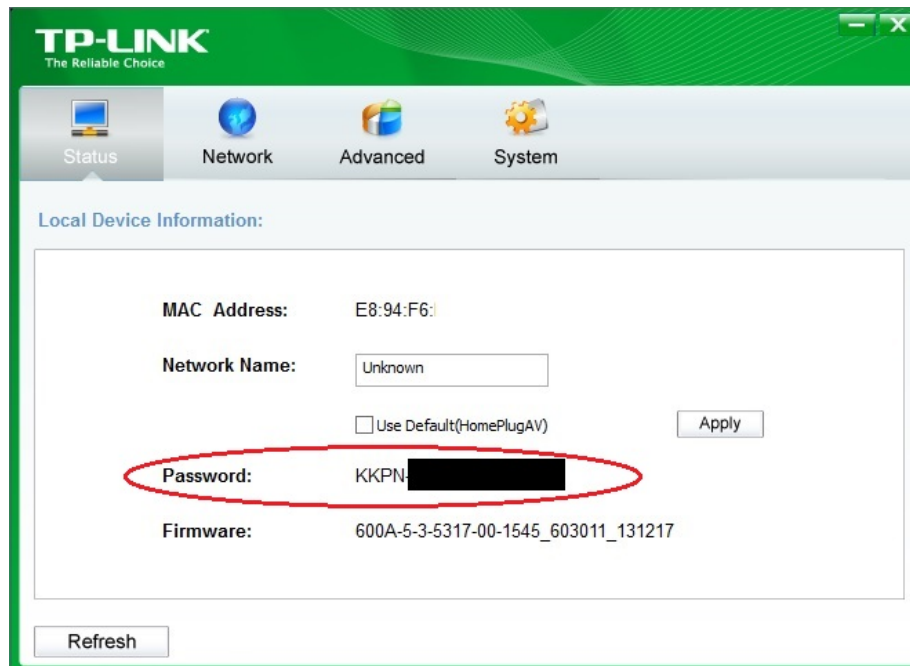 TP-LINK
The Reliable Choice
Status Network Advanced System
Local Device Information:
MAC Address: E8:94:F6:
Network Name: Unknown
Use Default(HomePlugAV) Apply
Password: KKPN-
Firmware: 600A-5-3-5317-00-1545_603011_131217
Refresh